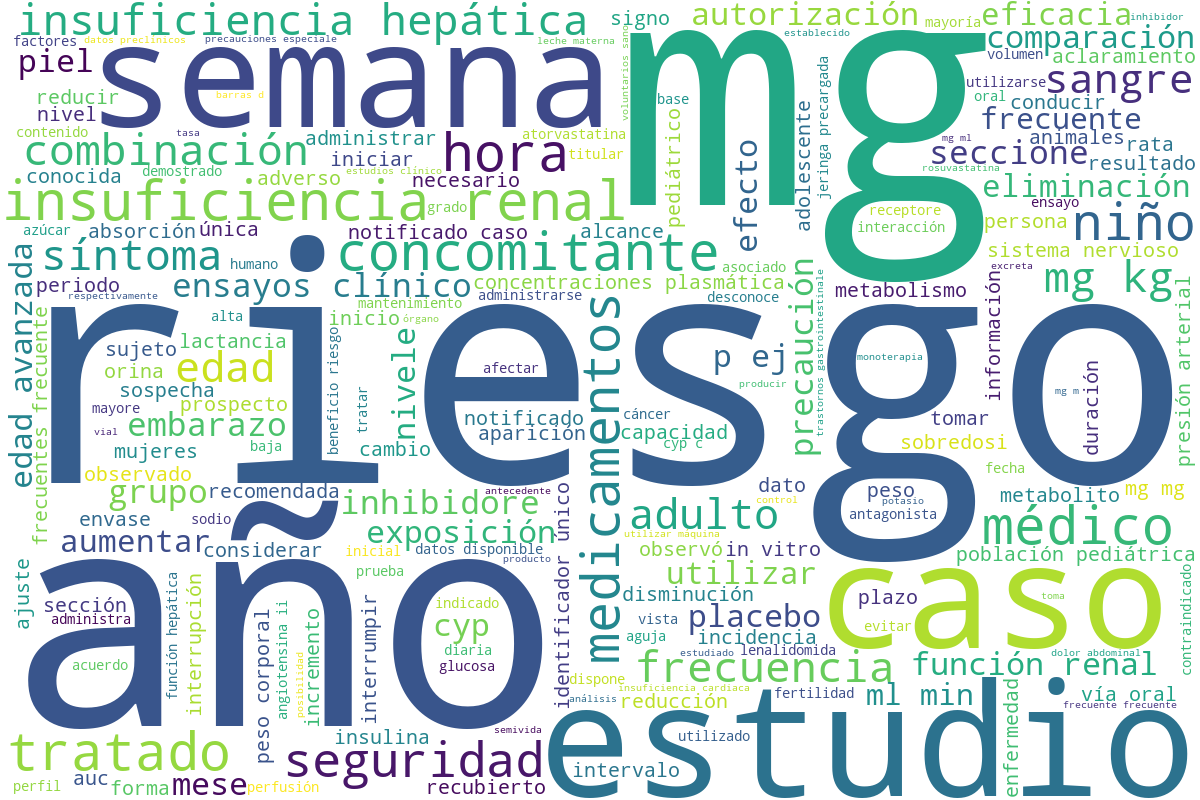 insuficiencia hepática
signo
autorización
mayoría
eficacia
inhibidor
factores
datos preclínicos
precauciones especiale
leche materna
establecido
comparación
piel
semana
mg
volumen
aclaramiento
voluntarios sano
barras d
base
utilizarse
sangre
reducir
nivel
oral
conducir
contenido
tasa
administrar
atorvastatina
frecuente
combinación
iniciar
hora
titular
pediátrico
efecto
adolescente
jeringa precargada
mg ml
animales
rata
seccione
resultado
conocida
demostrado
adverso
estudios clínico
necesario
rosuvastatina
eliminación
insuficiencia renal
grado
receptore
interacción
ensayo
persona
niño
azúcar
absorción
única
notificado caso
alcance
sistema nervioso
síntoma
humano
concomitante
asociado
excreta
periodo
respectivamente
ensayos clínico
concentraciones plasmática
precaución
trastornos gastrointestinale
metabolismo
información
mg kg
presión arterial
edad avanzada
frecuentes frecuente
alta
mantenimiento
administrarse
desconoce
inicio
órgano
riesgo
sujeto
lactancia
orina
edad
beneficio riesgo
nivele
afectar
medicamentos
p ej
monoterapia
sospecha
tratar
producir
mg m
duración
mayore
prospecto
notificado
cáncer
tomar
vial
embarazo
aparición
capacidad
mujeres
baja
cambio
cyp c
sobredosi
observado
fecha
grupo
recomendada
antecedente
dato
peso
metabolito
mg mg
inhibidore
control
potasio
envase
sodio
adulto
antagonista
médico
aumentar
considerar
exposición
identificador único
utilizar máquina
inicial
datos disponible
observó
in vitro
población pediátrica
ajuste
año
prueba
producto
utilizar
caso
contraindicado
sección
función hepática
interrupción
peso corporal
angiotensina ii
posibilidad
incremento
interrumpir
indicado
disminución
plazo
toma
administra
cyp
vista
placebo
evitar
diaria
aguja
incidencia
acuerdo
glucosa
estudiado
lenalidomida
dolor abdominal
frecuencia
función renal
dispone
insuficiencia cardiaca
análisis
reducción
fertilidad
ml min
enfermedad
vía oral
frecuente frecuente
tratado
insulina
semivida
estudio
utilizado
seguridad
intervalo
perfil
auc
forma
mese
perfusión
recubierto